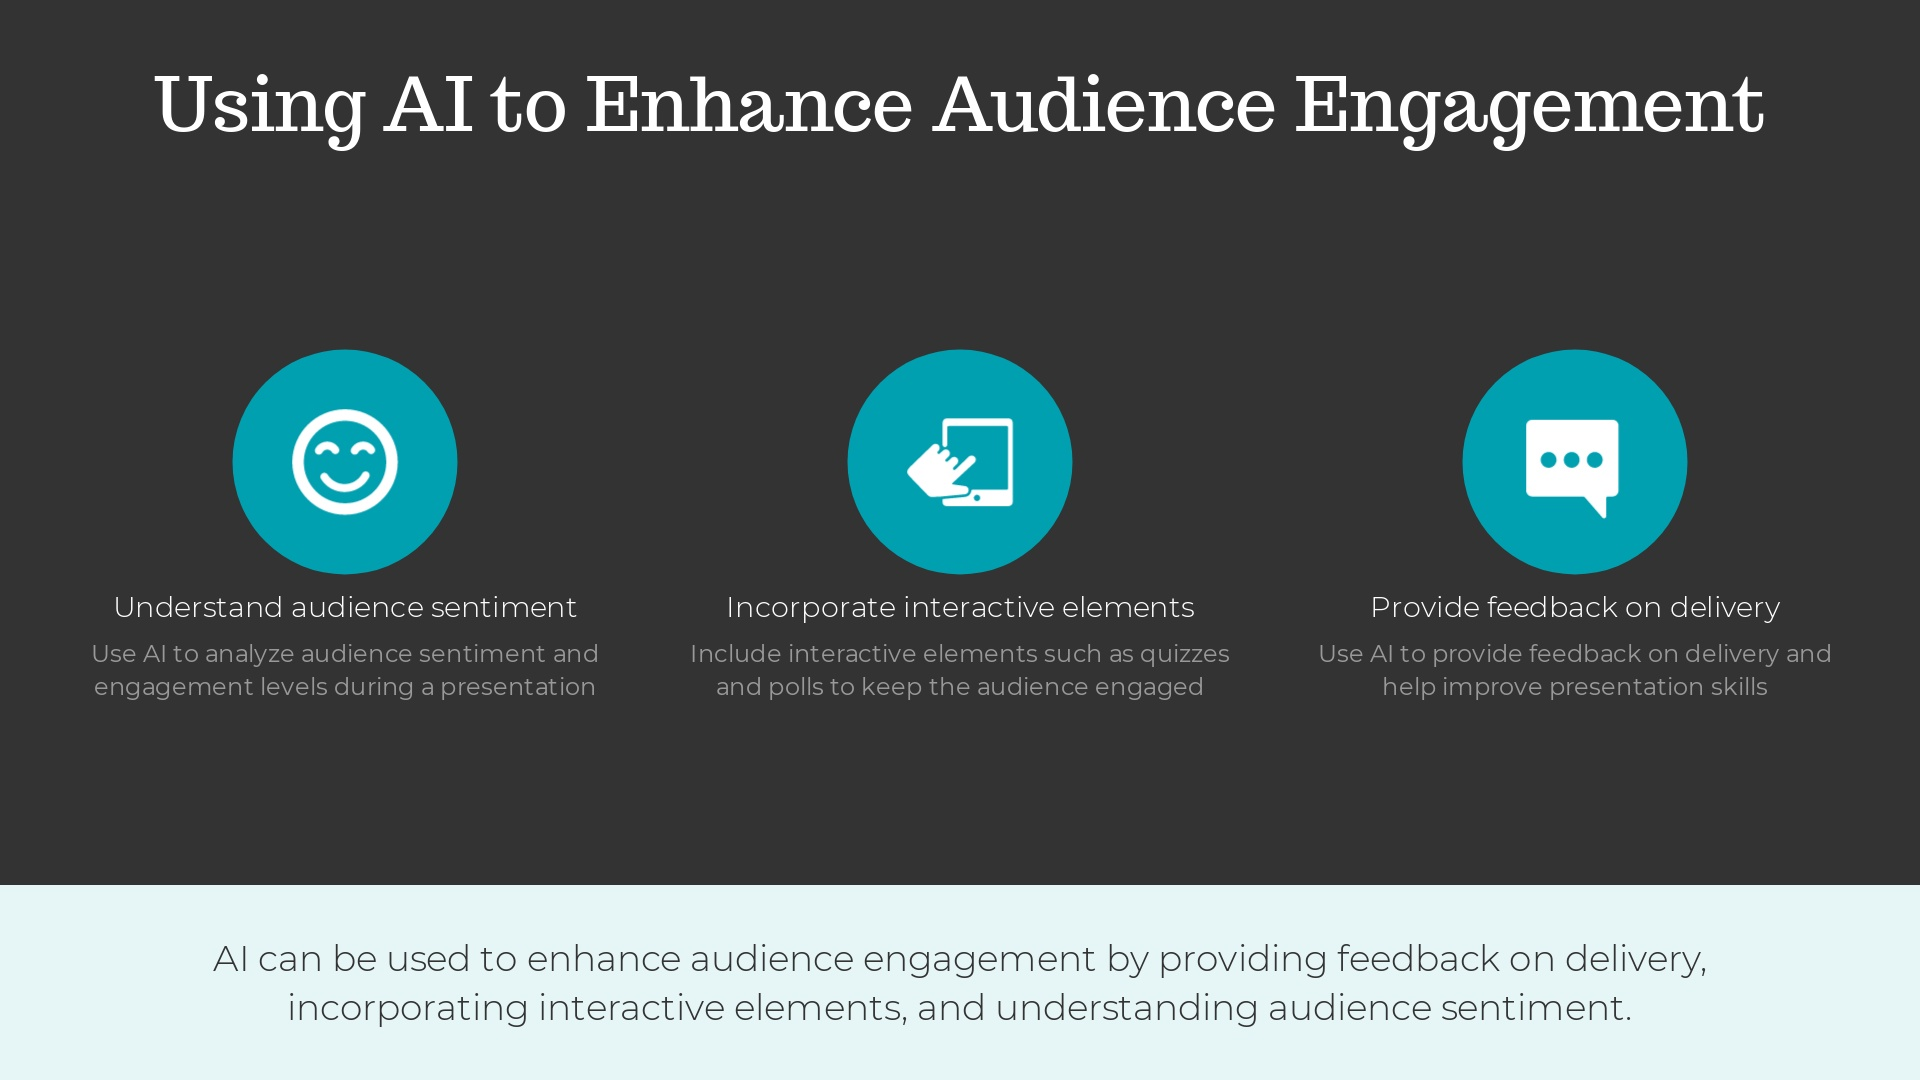 Using AI to Enhance Audience Engagement
Understand audience sentiment
Use AI to analyze audience sentiment and
engagement levels during a presentation
Incorporate interactive elements
Include interactive elements such as quizzes
and polls to keep the audience engaged
Provide feedback on delivery
Use AI to provide feedback on delivery and
help improve presentation skills
AI can be used to enhance audience engagement by providing feedback on delivery,
incorporating interactive elements, and understanding audience sentiment.